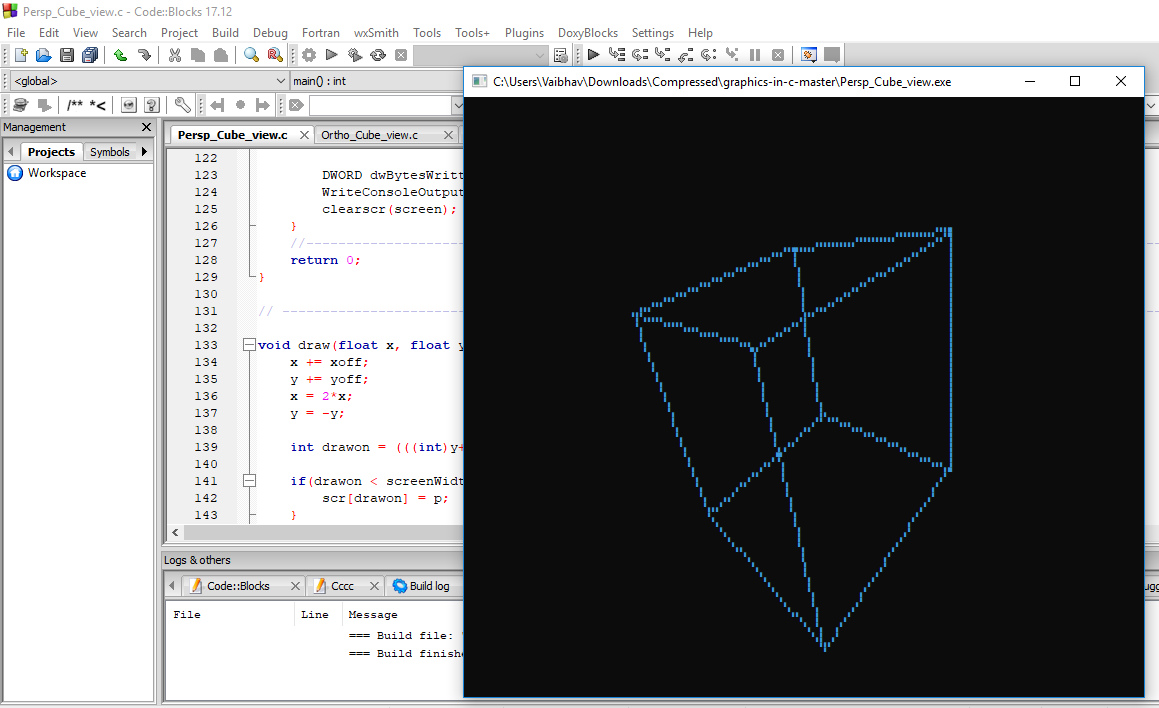 Persp_Cube_view.c - Code::Blocks 17.12
File Edit View Search Project Build Debug Fortran wxSmith Tools Tools+ Plugins DoxyBlocks Settings Help
<global> main() : int
C:\Users\Vaibhav\Downloads\Compressed\graphics-in-c-master\Persp_Cube_view.exe
/** *<
Management
Persp_Cube_view.c Ortho_Cube_view.c
Projects Symbols
Workspace
122
123 DWORD dwBytesWritt
124 WriteConsoleOutput
125 clearscr(screen);
126 }
127 //--------------------
128 return 0;
129 }
130
131 // -----------------------
132
133 void draw(float x, float y
134 x += xoff;
135 y += yoff;
136 x = 2*x;
137 y = -y;
138
139 int drawon = (((int)y+
140
141 if(drawon < screenWidt
142 scr[drawon] = p;
143 }
Logs & others
Code::Blocks Cccc Build log
File Line Message
=== Build file: "
=== Build finishe